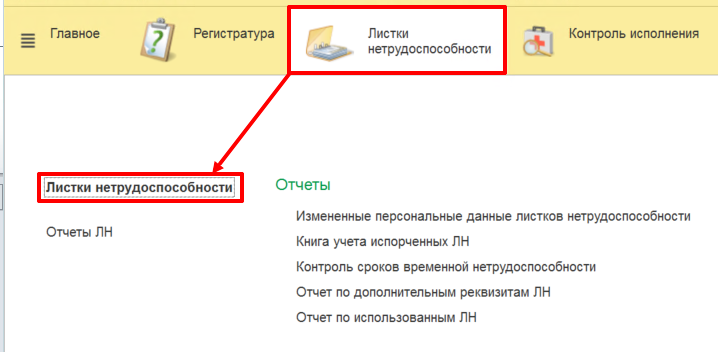 Главное
Регистратура
Листки
нетрудоспособности
Контроль исполнения
Листки нетрудоспособности
Отчеты ЛН
Отчеты
Измененные персональные данные листков нетрудоспособности
Книга учета испорченных ЛН
Контроль сроков временной нетрудоспособности
Отчет по дополнительным реквизитам ЛН
Отчет по использованным ЛН